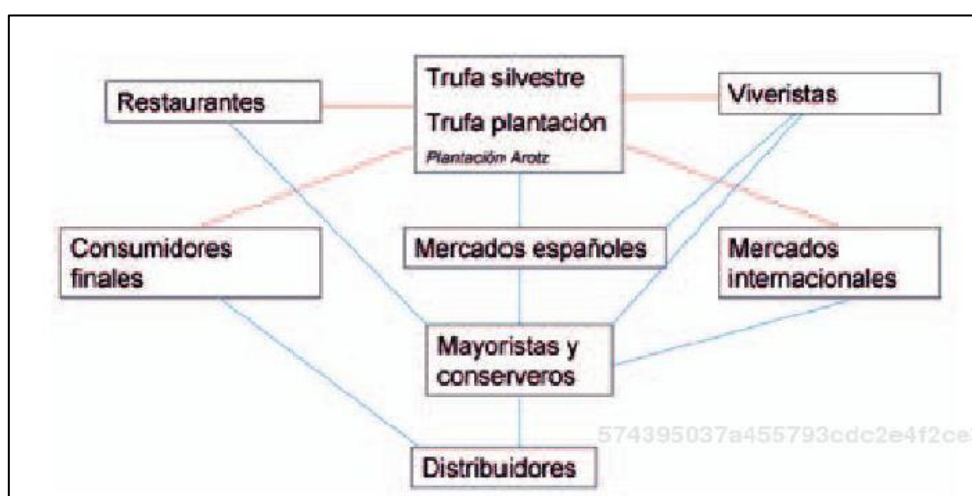 Restaurantes
Trufa silvestre
Trufa plantación
Plantación Arotz
Viveristas
Consumidores
finales
Mercados españoles
Mercados
internacionales
Mayoristas y
conserveros
574395037a455793cdc2e4f2ce
Distribuidores